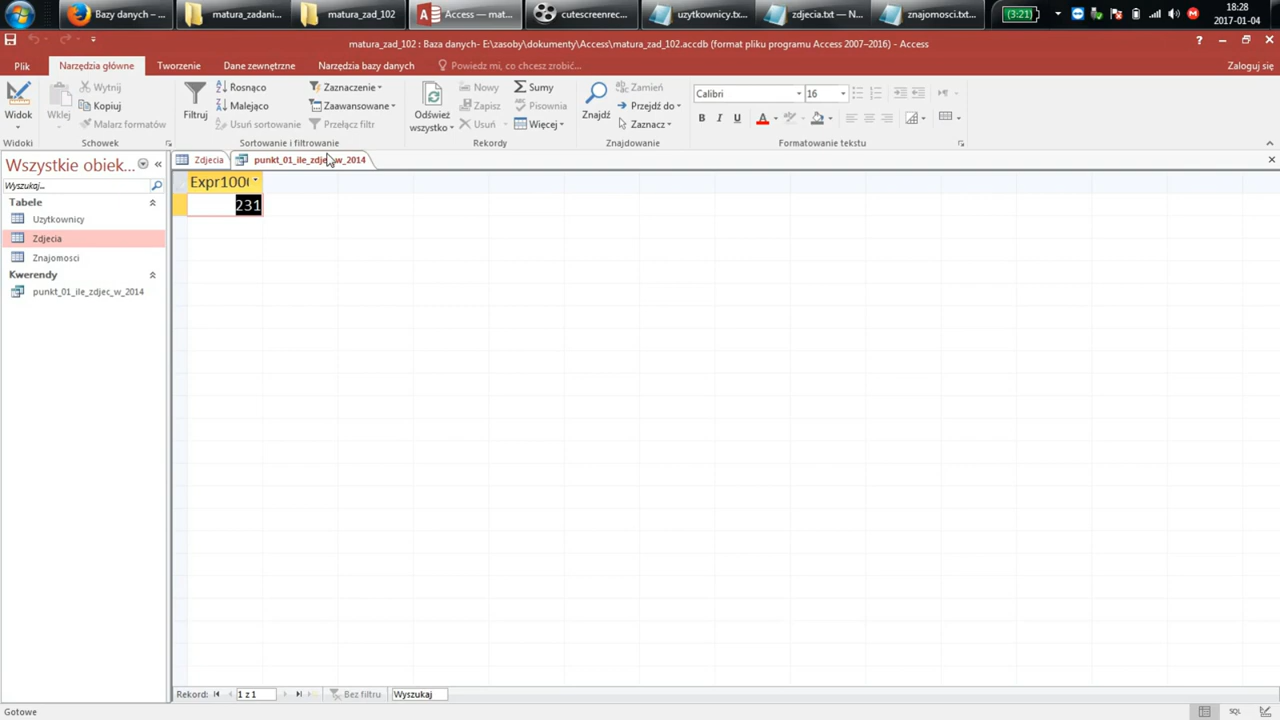 Bazy danych – ...
matura_zadani...
matura_zad_102
Access — mat...
cutescreenrec...
uzytkownicy.tx...
zdjecia.txt — N...
znajomosci.txt...
(3:21)
18:28
2017-01-04
matura_zad_102 : Baza danych- E:\zasoby\dokumenty\Access\matura_zad_102.accdb (format pliku programu Access 2007–2016) - Access
?
Plik
Narzędzia główne
Tworzenie
Dane zewnętrzne
Narzędzia bazy danych
Powiedz mi, co chcesz zrobić...
Zaloguj się
Widok
Wklej
Wytnij
Kopiuj
Malarz formatów
Filtruj
Rosnąco
Malejąco
Usuń sortowanie
Znaczenie
Zaawansowane
Przełącz filtr
Odśwież
wszystko
Nowy
Zapisz
Usuń
Sumy
Pisownia
Więcej
Znajdź
Zamień
Przejdź do
Zaznacz
Calibri
16
B I U A
Widoki
Schowek
Sortowanie i filtrowanie
Rekordy
Znajdowanie
Formatowanie tekstu
Wszystkie obiek...
Wyszukaj...
Tabele
Uzytkownicy
Zdjecia
Znajomosci
Kwerendy
punkt_01_ile_zdjec_w_2014
Zdjecia
punkt_01_ile_zdjec_w_2014
Expr100
231
Rekord:
1 z 1
Bez filtru
Wyszukaj
Gotowe
SQL